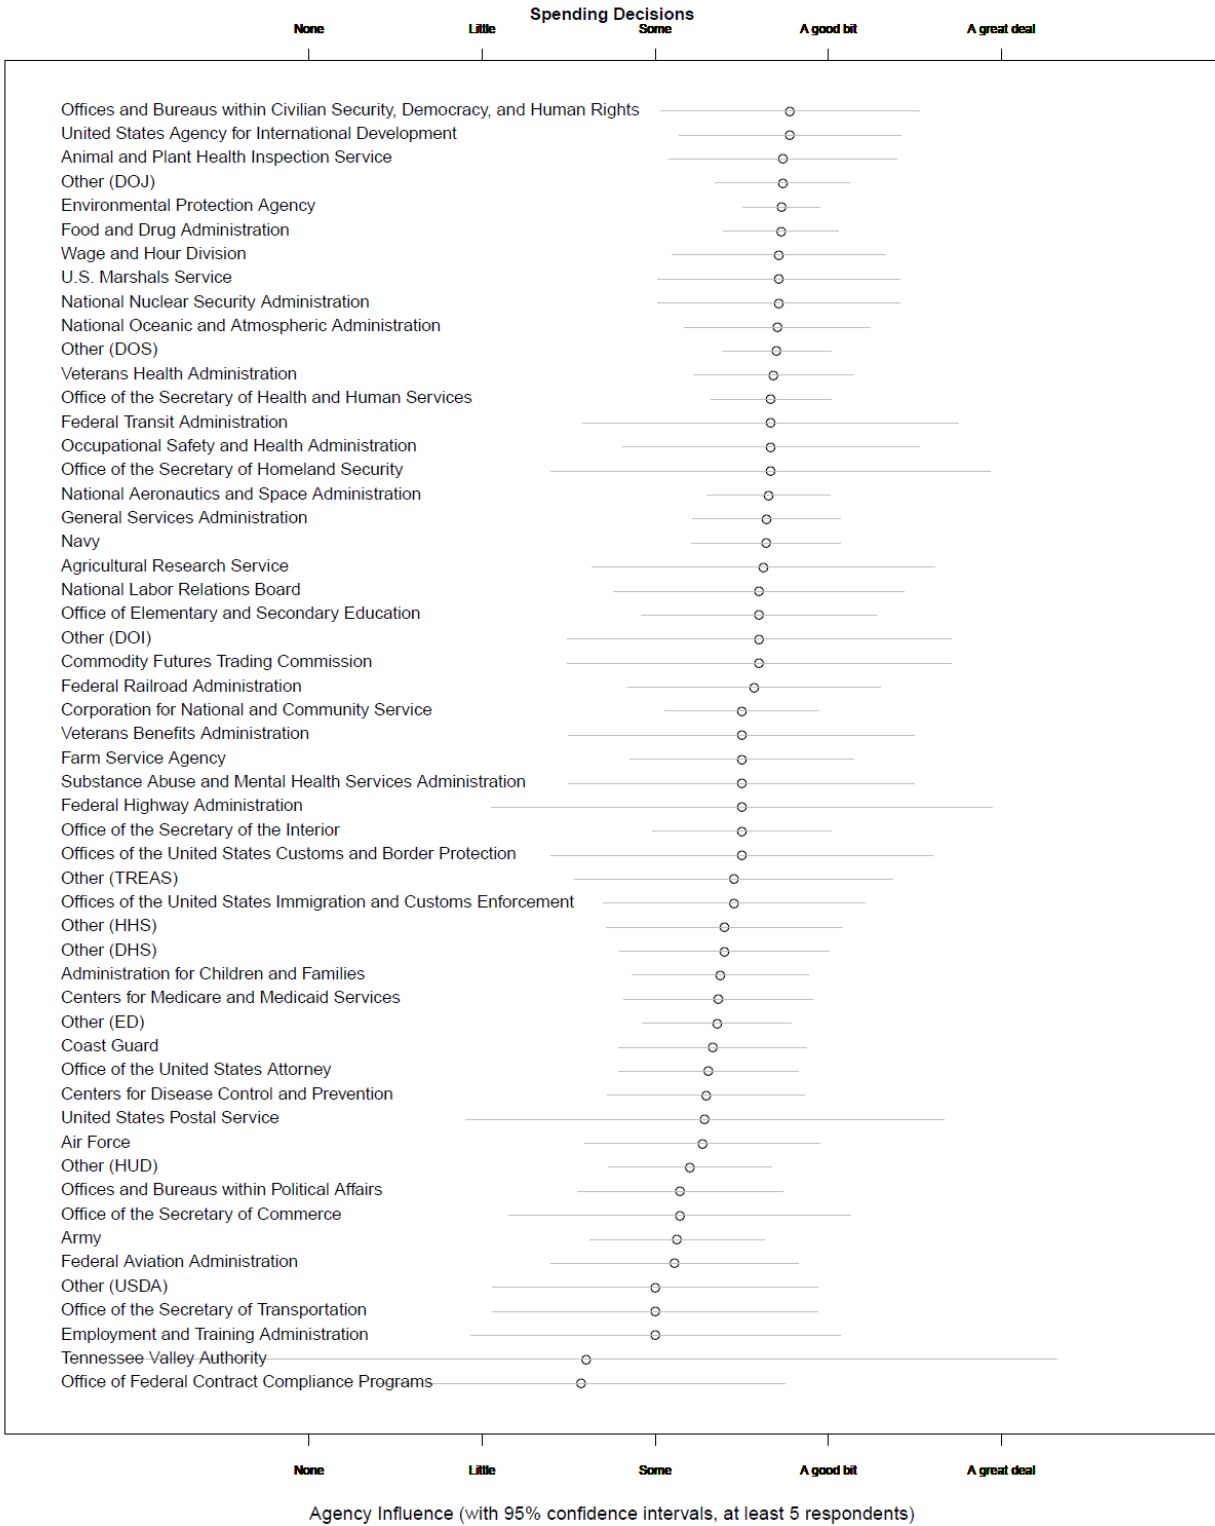 Spending Decisions
None Little Some A good bit A great deal
Offices and Bureaus within Civilian Security, Democracy, and Human Rights
United States Agency for International Development
Animal and Plant Health Inspection Service
Other (DOJ)
Environmental Protection Agency
Food and Drug Administration
Wage and Hour Division
U.S. Marshals Service
National Nuclear Security Administration
National Oceanic and Atmospheric Administration
Other (DOS)
Veterans Health Administration
Office of the Secretary of Health and Human Services
Federal Transit Administration
Occupational Safety and Health Administration
Office of the Secretary of Homeland Security
National Aeronautics and Space Administration
General Services Administration
Navy
Agricultural Research Service
National Labor Relations Board
Office of Elementary and Secondary Education
Other (DOI)
Commodity Futures Trading Commission
Federal Railroad Administration
Corporation for National and Community Service
Veterans Benefits Administration
Farm Service Agency
Substance Abuse and Mental Health Services Administration
Federal Highway Administration
Office of the Secretary of the Interior
Offices of the United States Customs and Border Protection
Other (TREAS)
Offices of the United States Immigration and Customs Enforcement
Other (HHS)
Other (DHS)
Administration for Children and Families
Centers for Medicare and Medicaid Services
Other (ED)
Coast Guard
Office of the United States Attorney
Centers for Disease Control and Prevention
United States Postal Service
Air Force
Other (HUD)
Offices and Bureaus within Political Affairs
Office of the Secretary of Commerce
Army
Federal Aviation Administration
Other (USDA)
Office of the Secretary of Transportation
Employment and Training Administration
Tennessee Valley Authority
Office of Federal Contract Compliance Programs
None Little Some A good bit A great deal
Agency Influence (with 95% confidence intervals, at least 5 respondents)